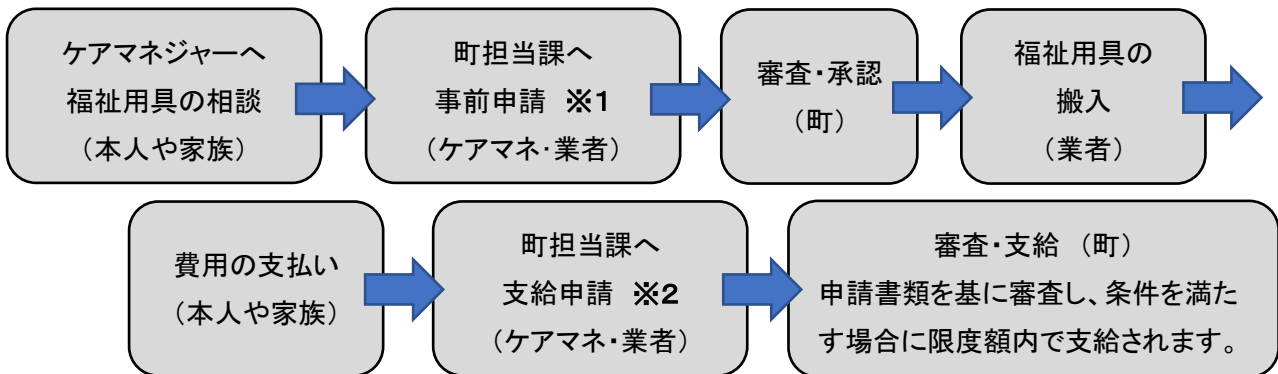 ケアマネジャーへ
福祉用具の相談
（本人や家族）
町担当課へ
事前申請 ※1
（ケアマネ･業者）
審査・承認
（町）
福祉用具の
搬入
（業者）
費用の支払い
（本人や家族）
町担当課へ
支給申請 ※2
（ケアマネ・業者）
審査・支給 （町）
申請書類を基に審査し、条件を満た
す場合に限度額内で支給されます。